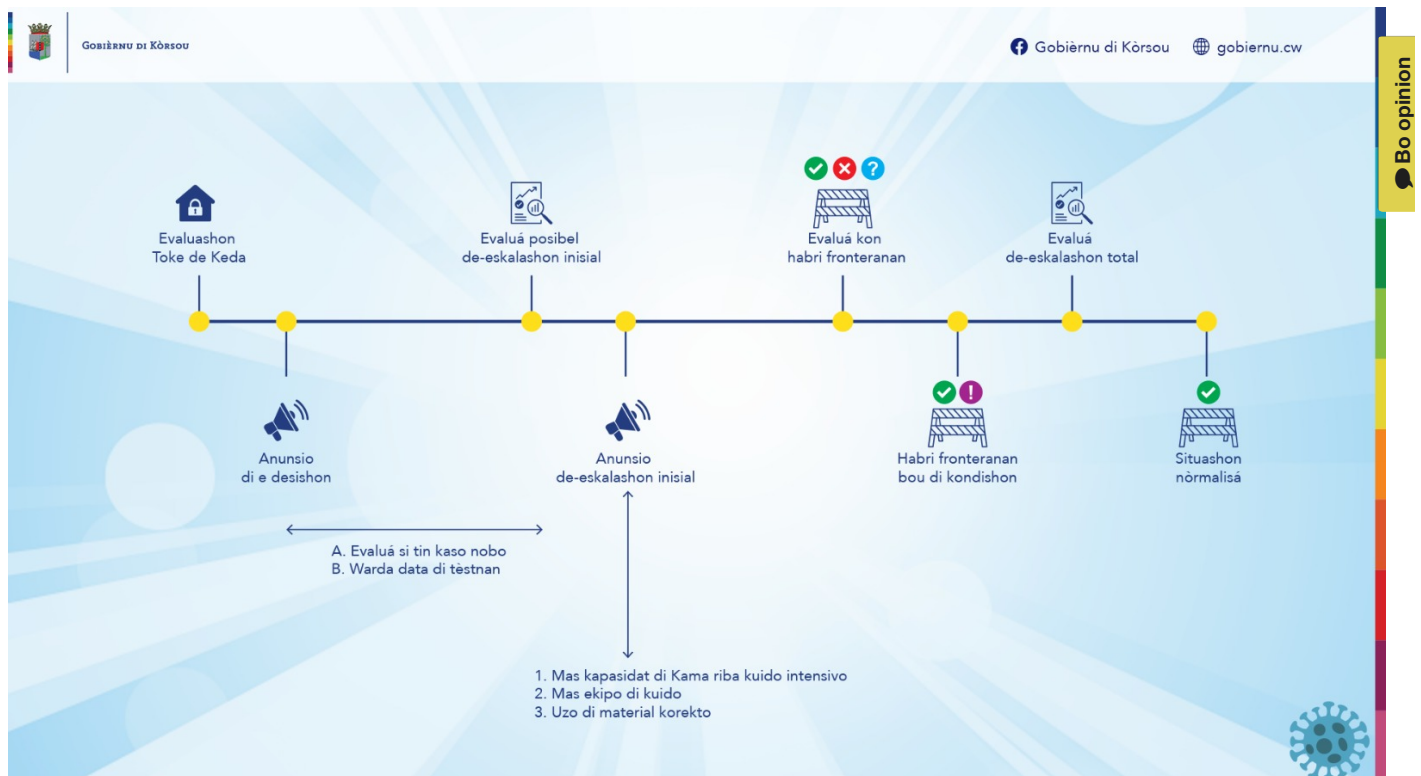 GOBIÈRNU DI KÒRSOU
Gobièrnu di Kòrsou
gobiernu.cw
Bo opinion
Evaluashon
Toke de Keda
Evaluá posibel
de-eskalashon inisial
Evaluá kon
habri fronteranan
Evaluá
de-eskalashon total
Anunsio
di e desishon
Anunsio
de-eskalashon inisial
Habri fronteranan
bou di kondishon
Situashon
nòrmalisá
A. Evaluá si tin kaso nobo
B. Warda data di tèstnan
1. Mas kapasidat di Kama riba kuido intensivo
2. Mas ekipo di kuido
3. Uzo di material korekto